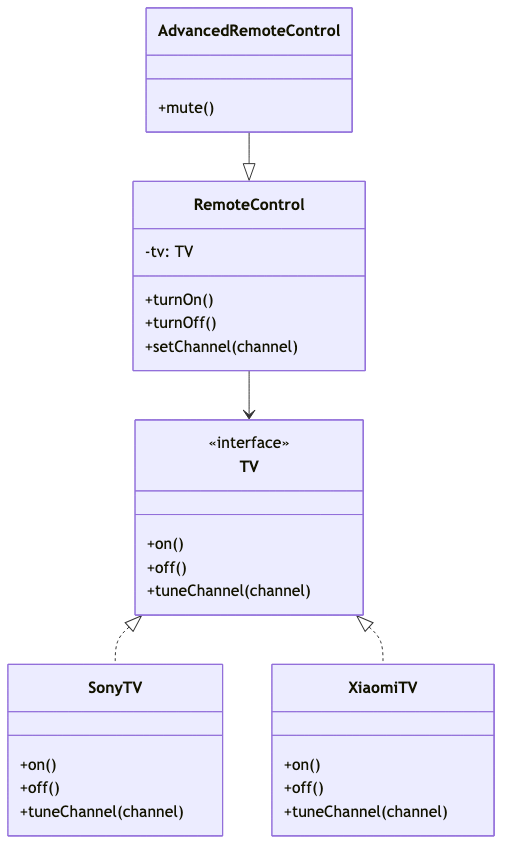 AdvancedRemoteControl
+mute()
RemoteControl
-tv: TV
+turnOn()
+turnOff()
+setChannel(channel)
«interface»
TV
+on()
+off()
+tuneChannel(channel)
SonyTV
+on()
+off()
+tuneChannel(channel)
XiaomiTV
+on()
+off()
+tuneChannel(channel)